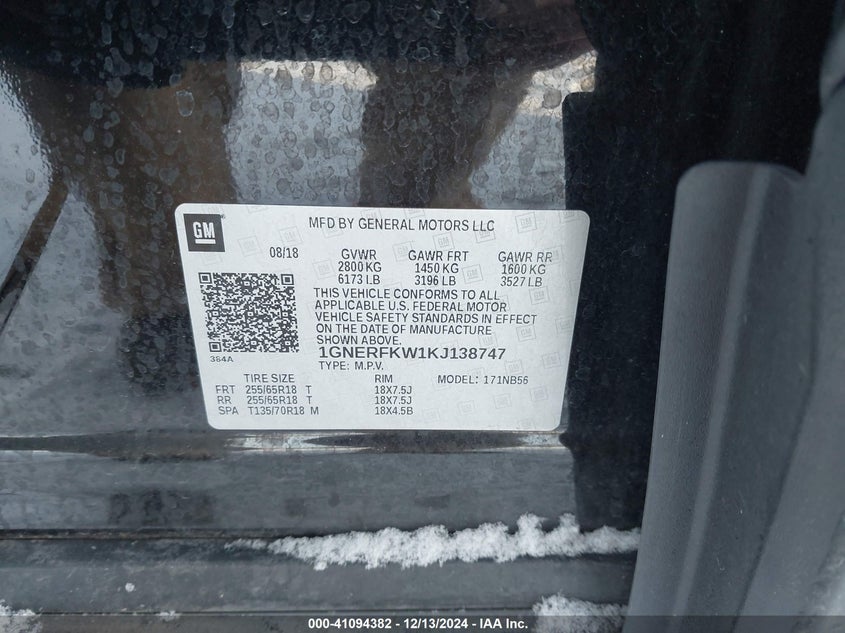 GM
MFD BY GENERAL MOTORS LLC
08/18 GVWR GAWR FRT GAWR RR
2800 KG 1450 KG 1600 KG
6173 LB 3196 LB 3527 LB
THIS VEHICLE CONFORMS TO ALL
APPLICABLE U.S. FEDERAL MOTOR
VEHICLE SAFETY STANDARDS IN EFFECT
ON THE DATE OF MANUFACTURE
SHOWN ABOVE.
384A
1GNERFKW1KJ138747
TYPE: M.P.V.
TIRE SIZE RIM MODEL: 171NB56
FRT 255/65R18 T 18X7.5J
RR 255/65R18 T 18X7.5J
SPA T135/70R18 M 18X4.5B
000-41094382 - 12/13/2024 - IAA Inc.